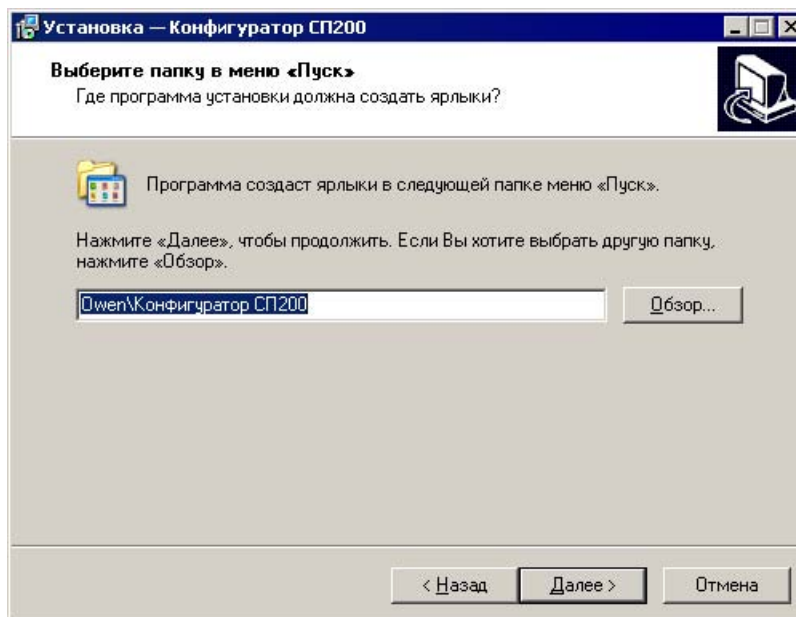 Установка — Конфигуратор СП200
Выберите папку в меню «Пуск»
Где программа установки должна создать ярлыки?
Программа создаст ярлыки в следующей папке меню «Пуск».
Нажмите «Далее», чтобы продолжить. Если Вы хотите выбрать другую папку,
нажмите «Обзор».
Owen\Конфигуратор СП200
Обзор...
< Назад
Далее >
Отмена